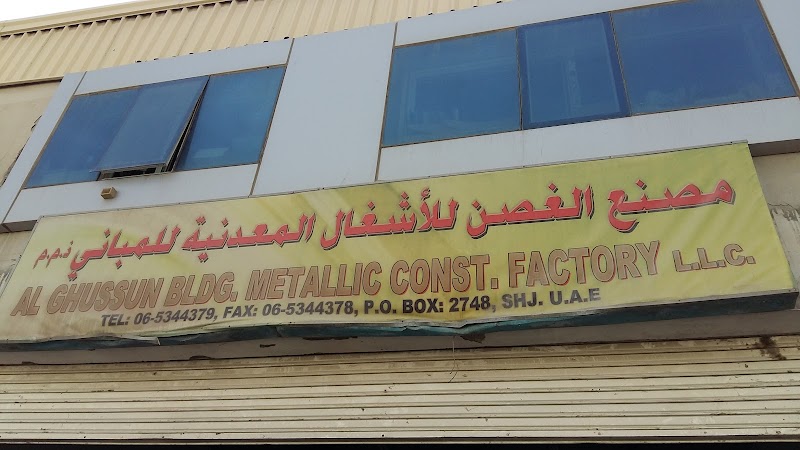 مصنع الغصن للأشغال المعدنية للمباني ذ.م.م
AL GHUSSUN BLDG. METALLIC CONST. FACTORY L.L.C.
TEL: 06-5344379, FAX: 06-5344378, P.O. BOX: 2748, SHJ. U.A.E